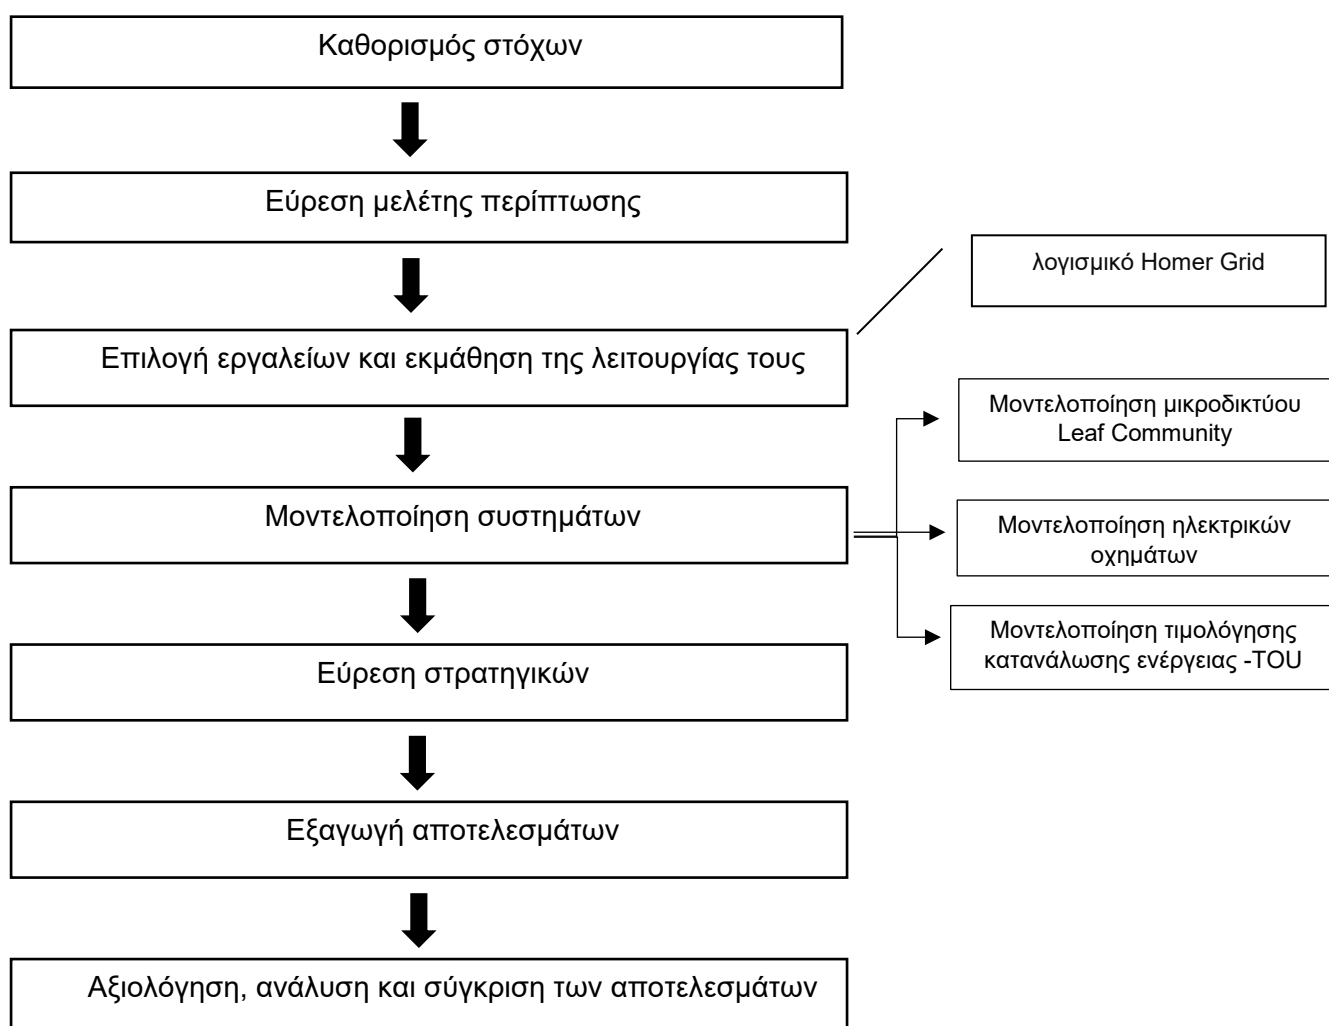 Καθορισμός στόχων
Εύρεση μελέτης περίπτωσης
λογισμικό Homer Grid
Επιλογή εργαλείων και εκμάθηση της λειτουργίας τους
Μοντελοποίηση μικροδικτύου
Leaf Community
Μοντελοποίηση συστημάτων
Μοντελοποίηση ηλεκτρικών
οχημάτων
Μοντελοποίηση τιμολόγησης
κατανάλωσης ενέργειας -TOU
Εύρεση στρατηγικών
Εξαγωγή αποτελεσμάτων
Αξιολόγηση, ανάλυση και σύγκριση των αποτελεσμάτων